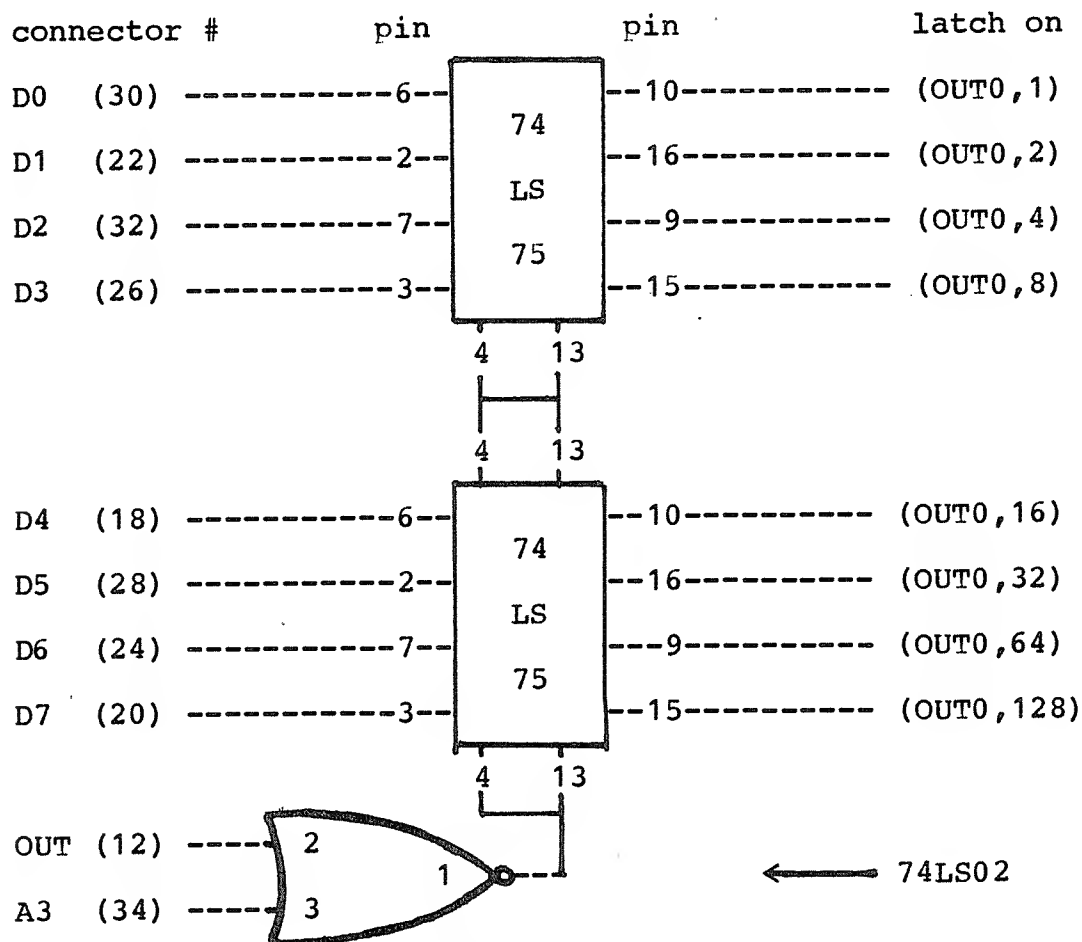 connector # pin pin latch on
D0 (30) -----------6-- --10---------- (OUT0,1)
74
D1 (22) -----------2-- --16---------- (OUT0,2)
LS
D2 (32) -----------7-- --9----------- (OUT0,4)
75
D3 (26) -----------3-- --15---------- (OUT0,8)
4 13
4 13
D4 (18) -----------6-- --10---------- (OUT0,16)
74
D5 (28) -----------2-- --16---------- (OUT0,32)
LS
D6 (24) -----------7-- --9----------- (OUT0,64)
75
D7 (20) -----------3-- --15---------- (OUT0,128)
4 13
OUT (12) ----- 2
1 74LS02
A3 (34) ----- 3